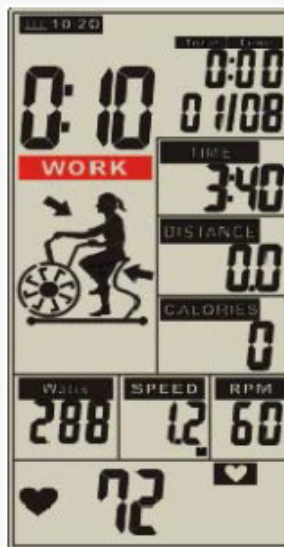 10-20
Total Time
0:10
0:00
01/08
WORK
TIME
3:40
DISTANCE
0.0
CALORIES
0
Watts SPEED RPM
288 1.2 60
72